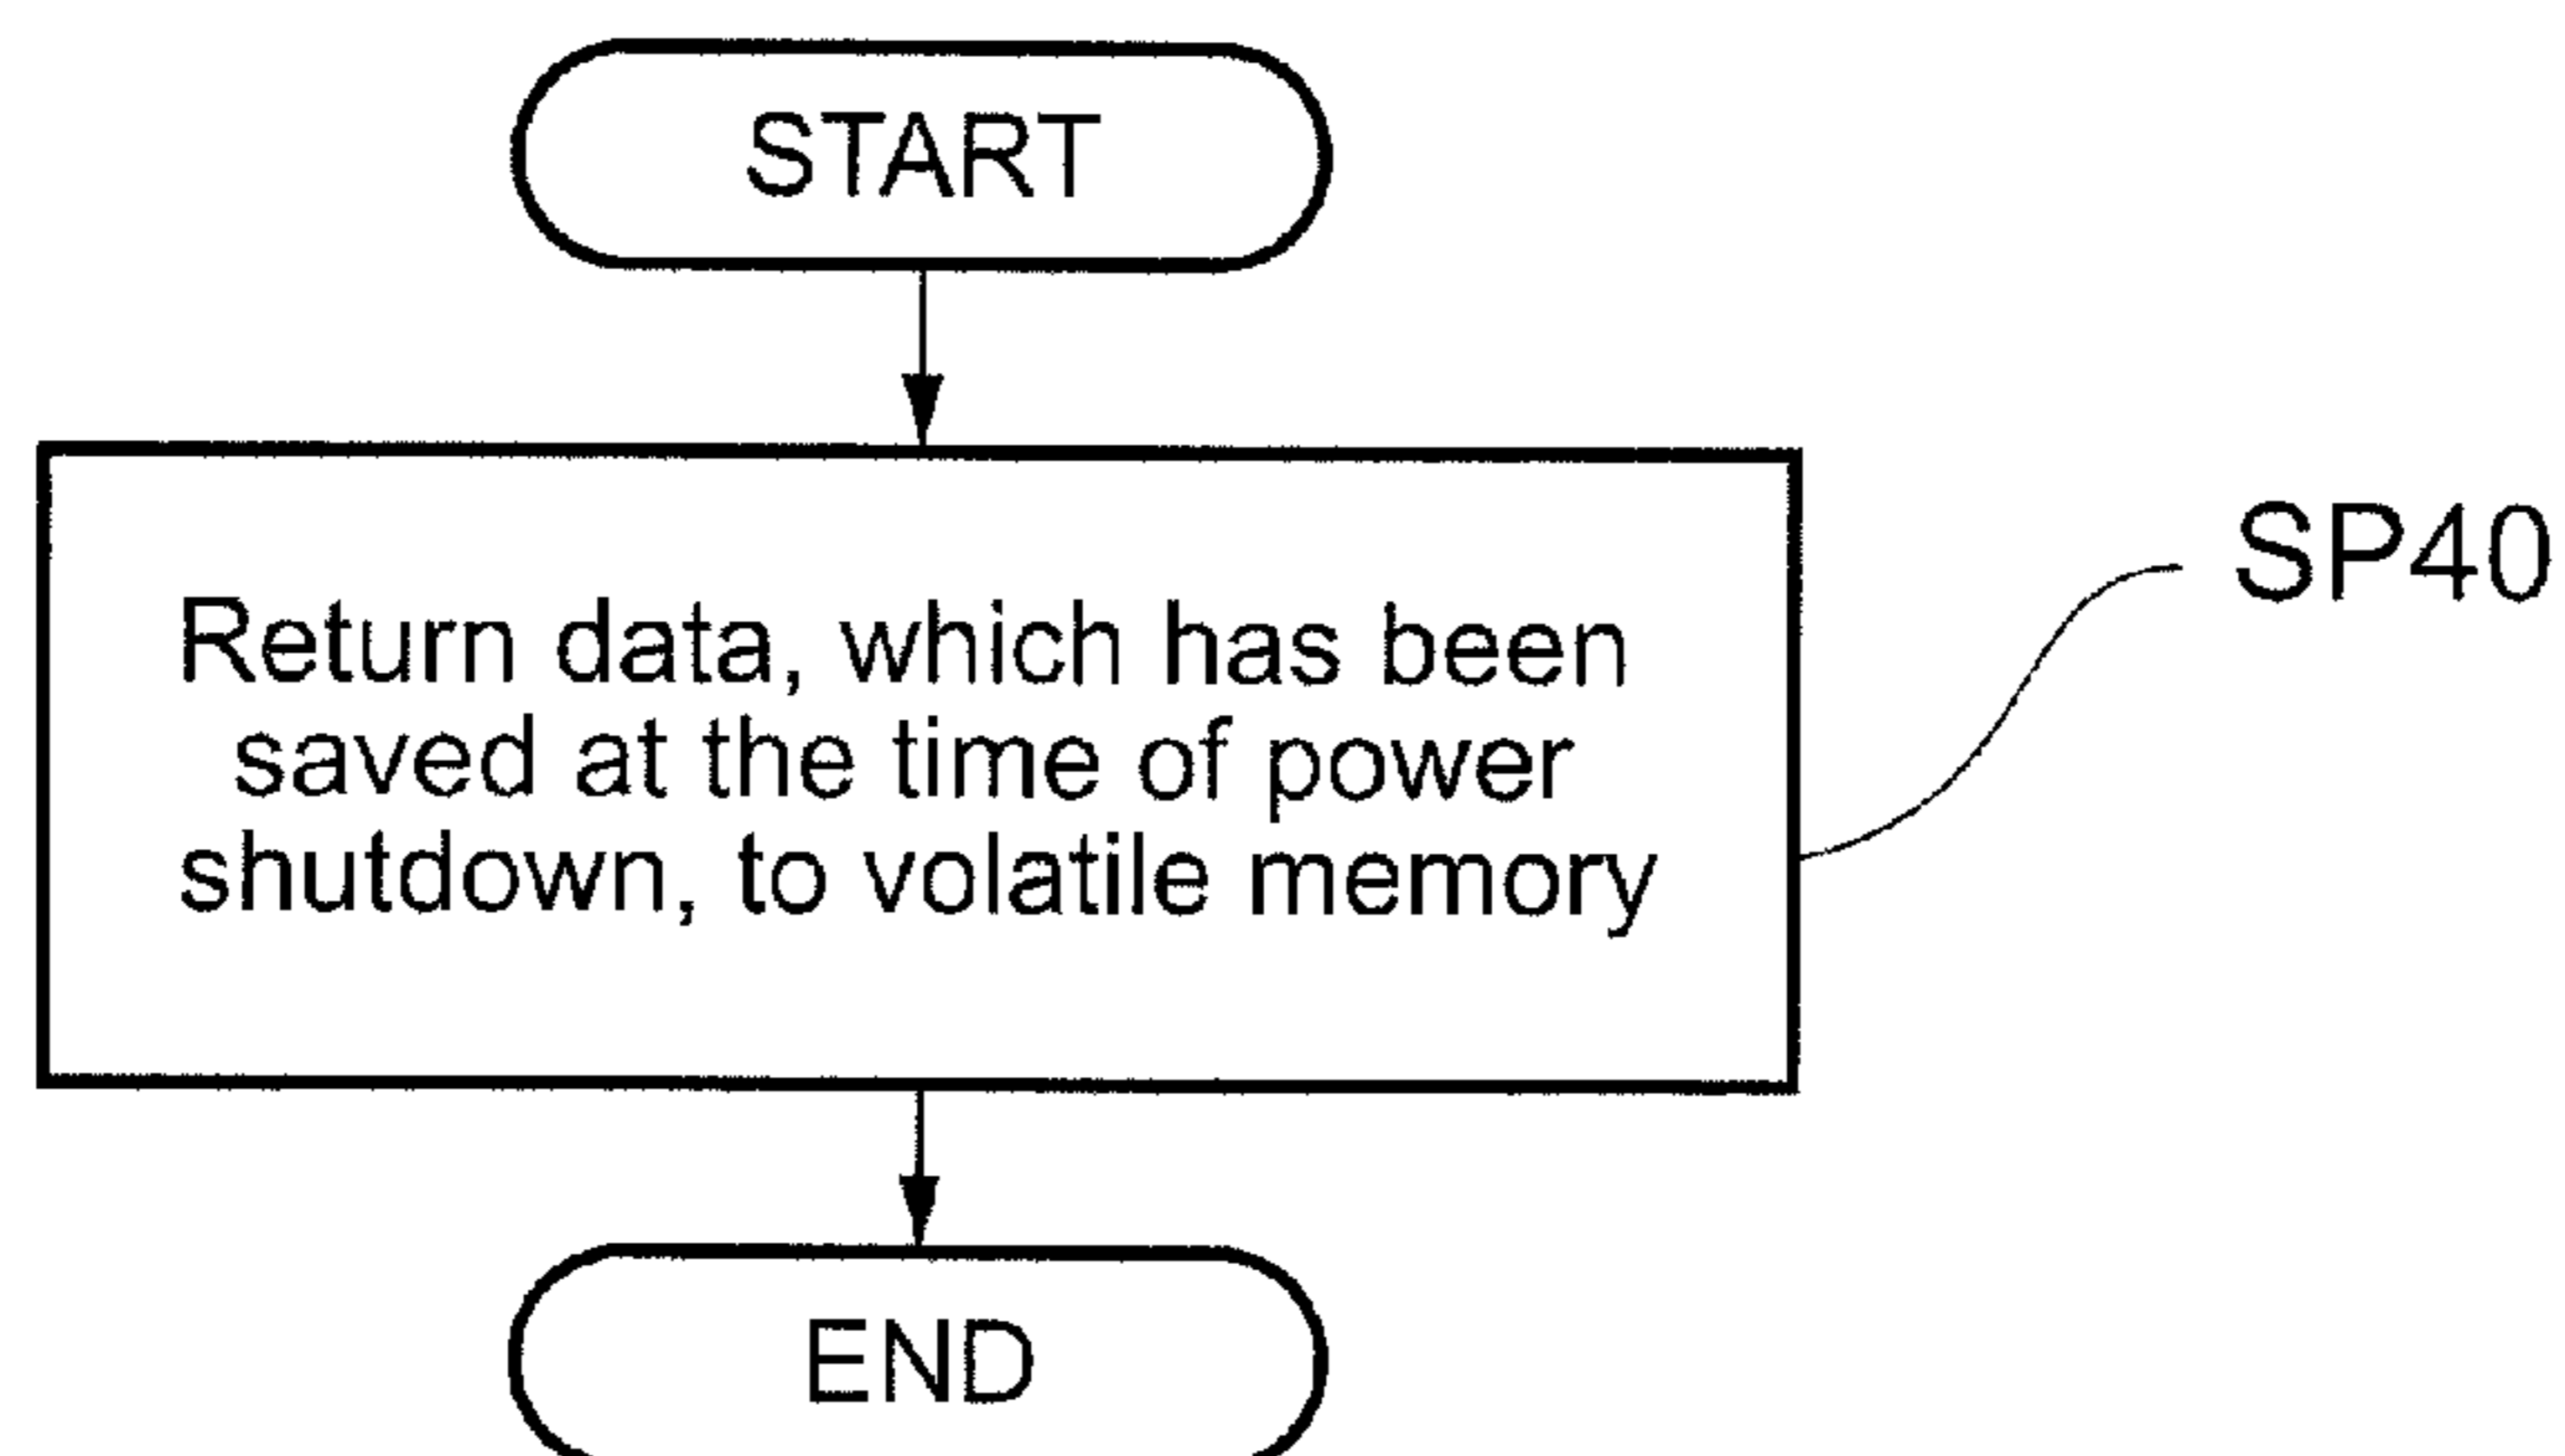 START
Return data, which has been
saved at the time of power
shutdown, to volatile memory
SP40
END